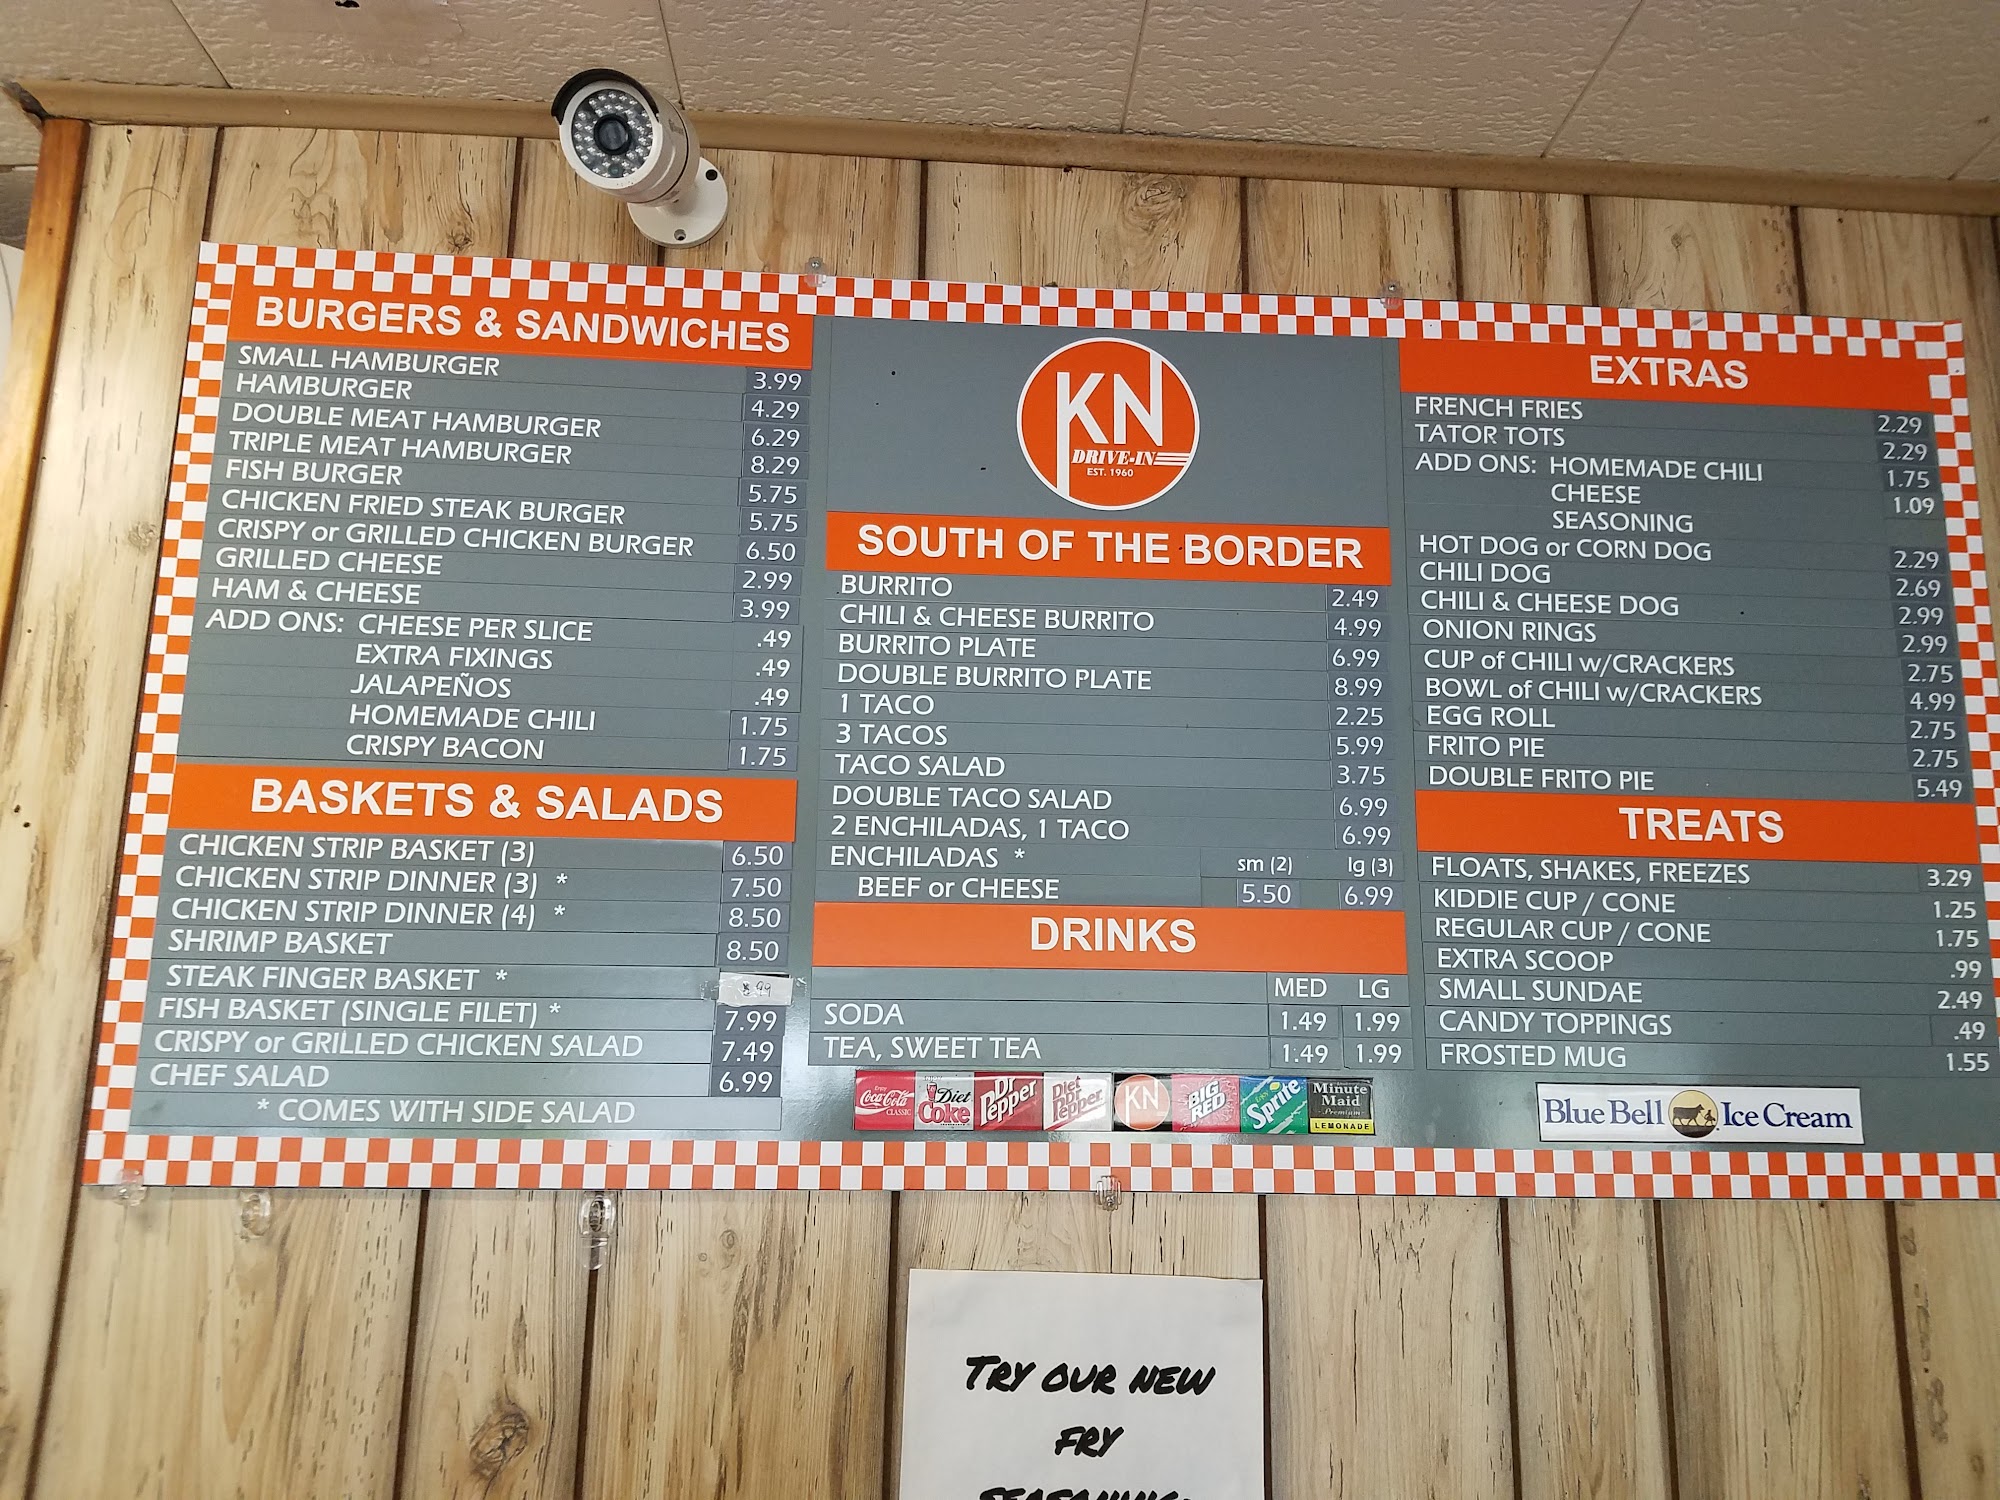 BURGERS & SANDWICHES
SMALL HAMBURGER 3.99
HAMBURGER 4.29
DOUBLE MEAT HAMBURGER 6.29
TRIPLE MEAT HAMBURGER 8.29
FISH BURGER 5.75
CHICKEN FRIED STEAK BURGER 5.75
CRISPY or GRILLED CHICKEN BURGER 6.50
GRILLED CHEESE 2.99
HAM & CHEESE 3.99
ADD ONS: CHEESE PER SLICE .49
EXTRA FIXINGS .49
JALAPEÑOS .49
HOMEMADE CHILI 1.75
CRISPY BACON 1.75
BASKETS & SALADS
CHICKEN STRIP BASKET (3) 6.50
CHICKEN STRIP DINNER (3) * 7.50
CHICKEN STRIP DINNER (4) * 8.50
SHRIMP BASKET 8.50
STEAK FINGER BASKET * 8.99
FISH BASKET (SINGLE FILET) * 7.99
CRISPY or GRILLED CHICKEN SALAD 7.49
CHEF SALAD 6.99
* COMES WITH SIDE SALAD
KN
DRIVE-IN
EST. 1960
SOUTH OF THE BORDER
BURRITO 2.49
CHILI & CHEESE BURRITO 4.99
BURRITO PLATE 6.99
DOUBLE BURRITO PLATE 8.99
1 TACO 2.25
3 TACOS 5.99
TACO SALAD 3.75
DOUBLE TACO SALAD 6.99
2 ENCHILADAS, 1 TACO 6.99
ENCHILADAS * sm (2) lg (3)
BEEF or CHEESE 5.50 6.99
DRINKS
MED LG
SODA 1.49 1.99
TEA, SWEET TEA 1.49 1.99
Enjoy Coca-Cola CLASSIC
Diet Coke
Dr Pepper
Diet Dr Pepper
KN
BIG RED
Sprite
Minute Maid Premium LEMONADE
EXTRAS
FRENCH FRIES 2.29
TATOR TOTS 2.29
ADD ONS: HOMEMADE CHILI 1.75
CHEESE 1.09
SEASONING
HOT DOG or CORN DOG 2.29
CHILI DOG 2.69
CHILI & CHEESE DOG 2.99
ONION RINGS 2.99
CUP of CHILI w/CRACKERS 2.75
BOWL of CHILI w/CRACKERS 4.99
EGG ROLL 2.75
FRITO PIE 2.75
DOUBLE FRITO PIE 5.49
TREATS
FLOATS, SHAKES, FREEZES 3.29
KIDDIE CUP / CONE 1.25
REGULAR CUP / CONE 1.75
EXTRA SCOOP .99
SMALL SUNDAE 2.49
CANDY TOPPINGS .49
FROSTED MUG 1.55
Blue Bell Ice Cream
TRY OUR NEW
FRY